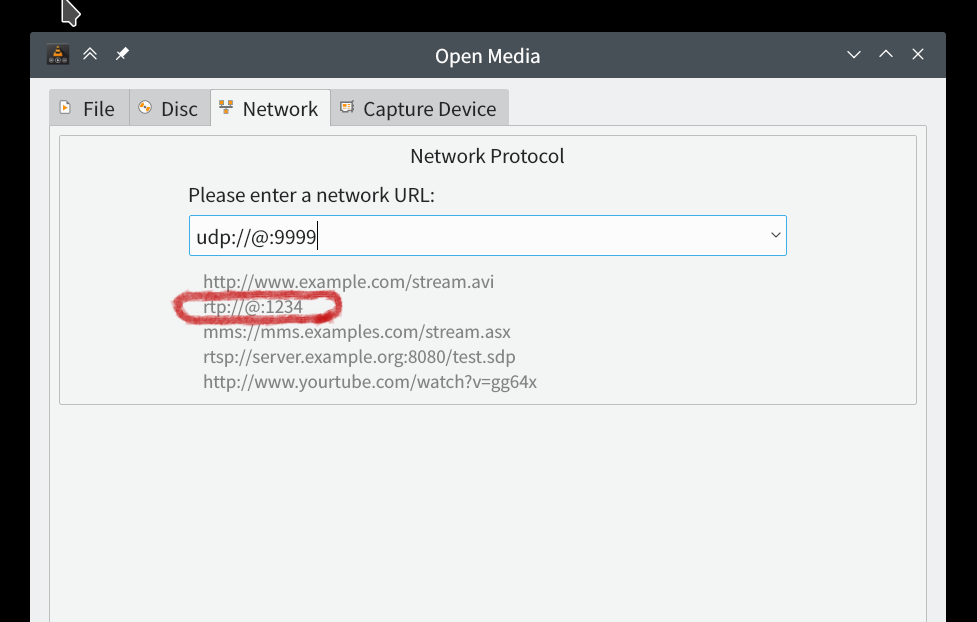 Open Media
File Disc Network Capture Device
Network Protocol
Please enter a network URL:
udp://@:9999
http://www.example.com/stream.avi
rtp://@:1234
mms://mms.examples.com/stream.asx
rtsp://server.example.org:8080/test.sdp
http://www.yourtube.com/watch?v=gg64x